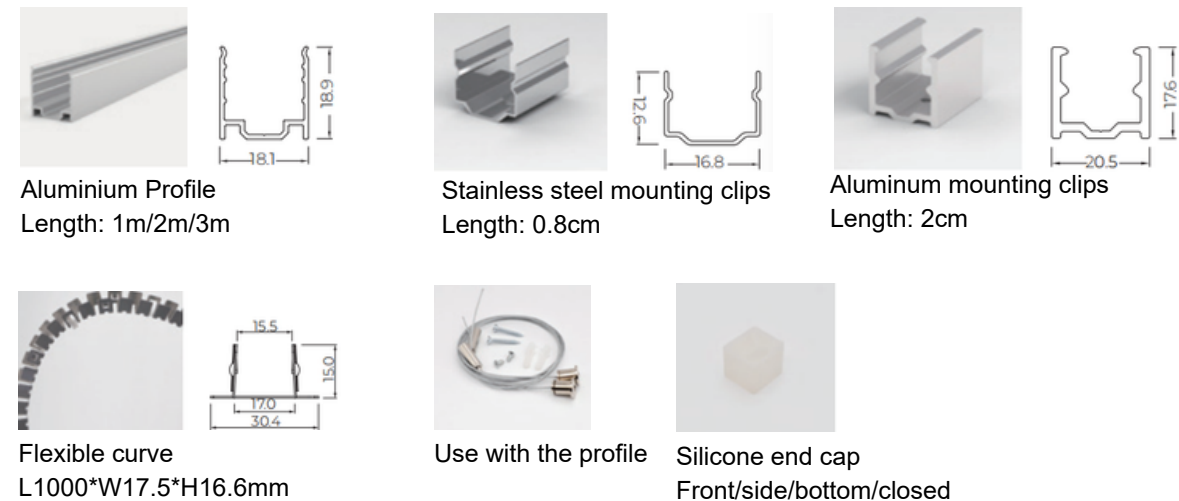 18.9
18.1
Aluminium Profile
Length: 1m/2m/3m
12.6
16.8
Stainless steel mounting clips
Length: 0.8cm
17.6
20.5
Aluminum mounting clips
Length: 2cm
15.5
15.0
17.0
30.4
Flexible curve
L1000*W17.5*H16.6mm
Use with the profile
Silicone end cap
Front/side/bottom/closed